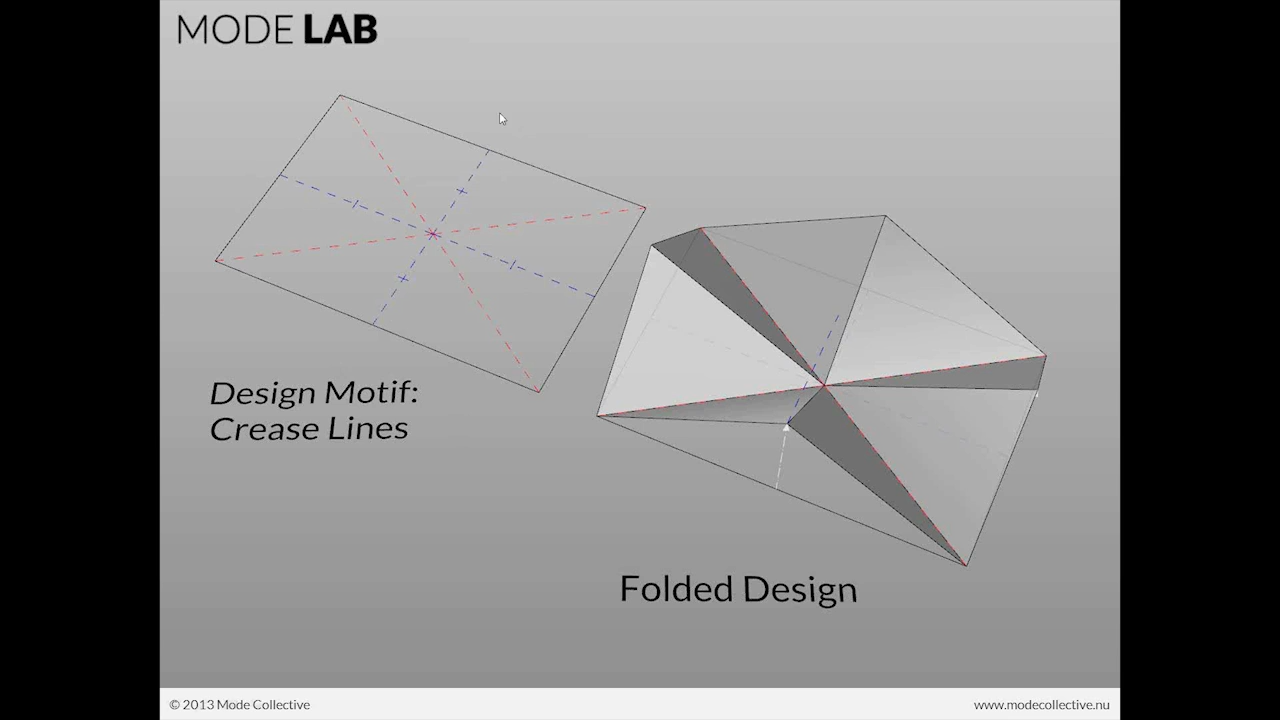 MODE LAB
Design Motif:
Crease Lines
Folded Design
© 2013 Mode Collective
www.modecollective.nu